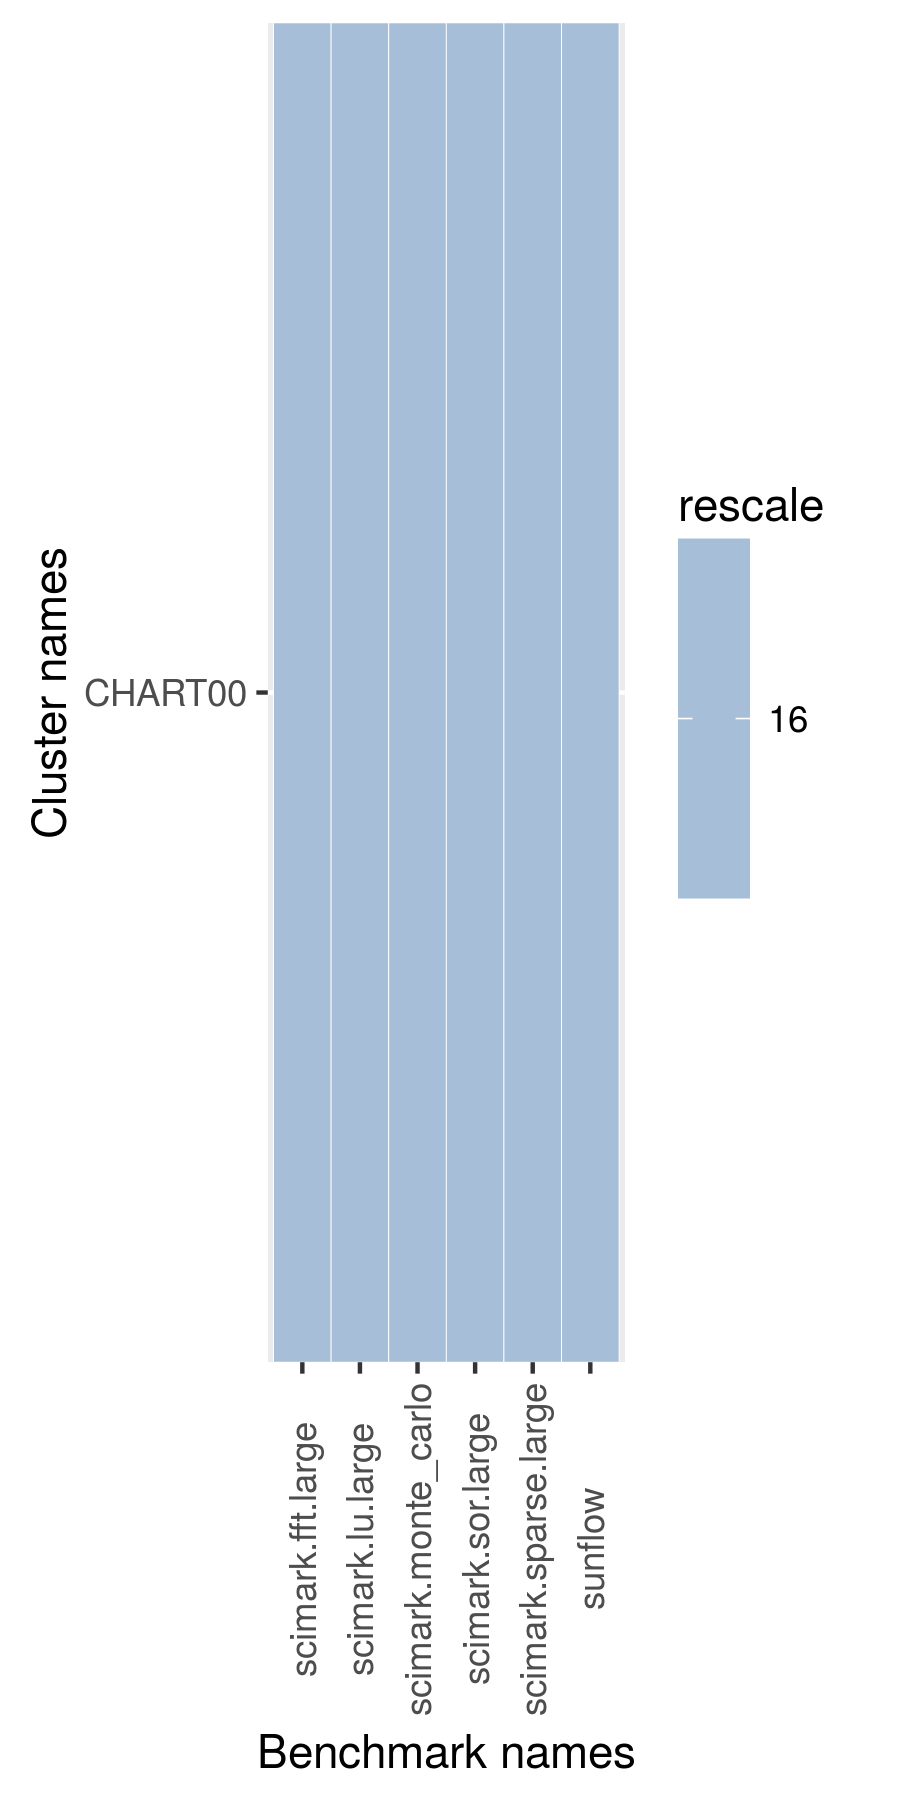 Cluster names
CHART00
rescale
16
scimark.fft.large
scimark.lu.large
scimark.monte_carlo
scimark.sor.large
scimark.sparse.large
sunflow
Benchmark names